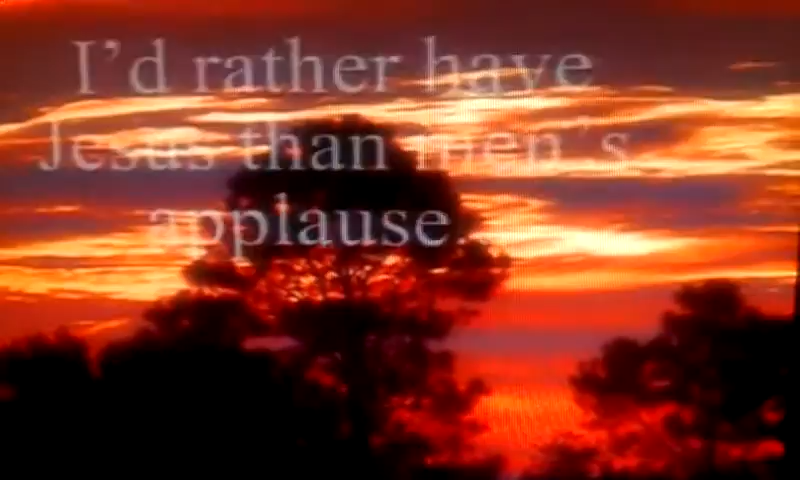 I’d rather have
Jesus than men’s
applause.